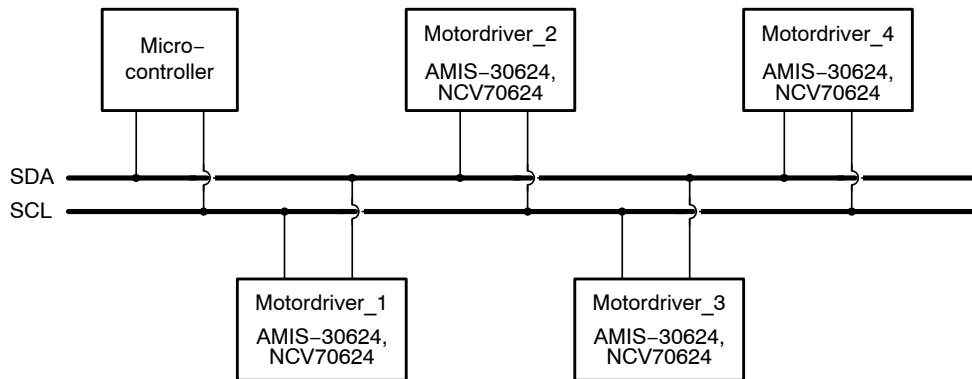 Micro−
controller
Motordriver_2
AMIS−30624,
NCV70624
Motordriver_4
AMIS−30624,
NCV70624
SDA
SCL
Motordriver_1
AMIS−30624,
NCV70624
Motordriver_3
AMIS−30624,
NCV70624